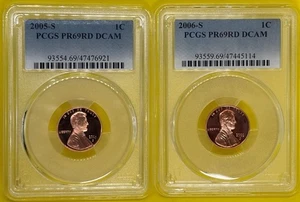 2005-S 1C
PCGS PR69RD DCAM
93554.69/47476921
2006-S 1C
PCGS PR69RD DCAM
93559.69/47445114